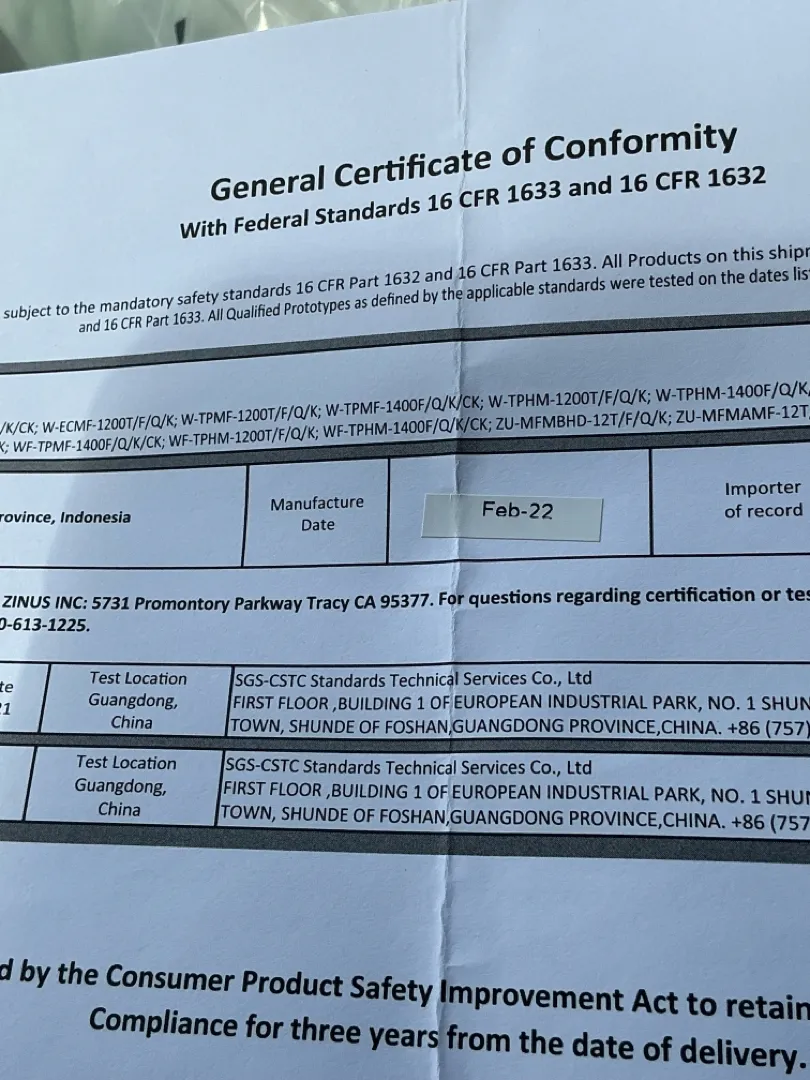 General Certificate of Conformity
With Federal Standards 16 CFR 1633 and 16 CFR 1632
subject to the mandatory safety standards 16 CFR Part 1632 and 16 CFR Part 1633. All Products on this
and 16 CFR Part 1633. All Qualified Prototypes as defined by the applicable standards were tested on the dates
/K/CK; W-ECMF-1200T/F/Q/K; W-TPMF-1200T/F/Q/K; W-TPMF-1400F/Q/K/CK; W-TPHM-1200T/F/Q/K; W-TPHM-1400F/Q/K
WF-TPMF-1400F/Q/K/CK; WF-TPHM-1200T/F/Q/K; WF-TPHM-1400F/Q/K/CK; ZU-MFMBHD-12T/F/Q/K; ZU-MFMAMF-12T
Indonesia
Manufacture
Date
Feb-22
Importer
of record
ZINUS INC: 5731 Promontory Parkway Tracy CA 95377. For questions regarding certification or
0-613-1225.
Test Location
Guangdong,
China
SGS-CSTC Standards Technical Services Co., Ltd
FIRST FLOOR ,BUILDING 1 OF EUROPEAN INDUSTRIAL PARK, NO. 1
TOWN, SHUNDE OF FOSHAN,GUANGDONG PROVINCE,CHINA. +86 (757)
Test Location
Guangdong,
China
SGS-CSTC Standards Technical Services Co., Ltd
FIRST FLOOR ,BUILDING 1 OF EUROPEAN INDUSTRIAL PARK, NO. 1
TOWN, SHUNDE OF FOSHAN,GUANGDONG PROVINCE,CHINA. +86 (757
by the Consumer Product Safety Improvement Act to retain
Compliance for three years from the date of delivery.